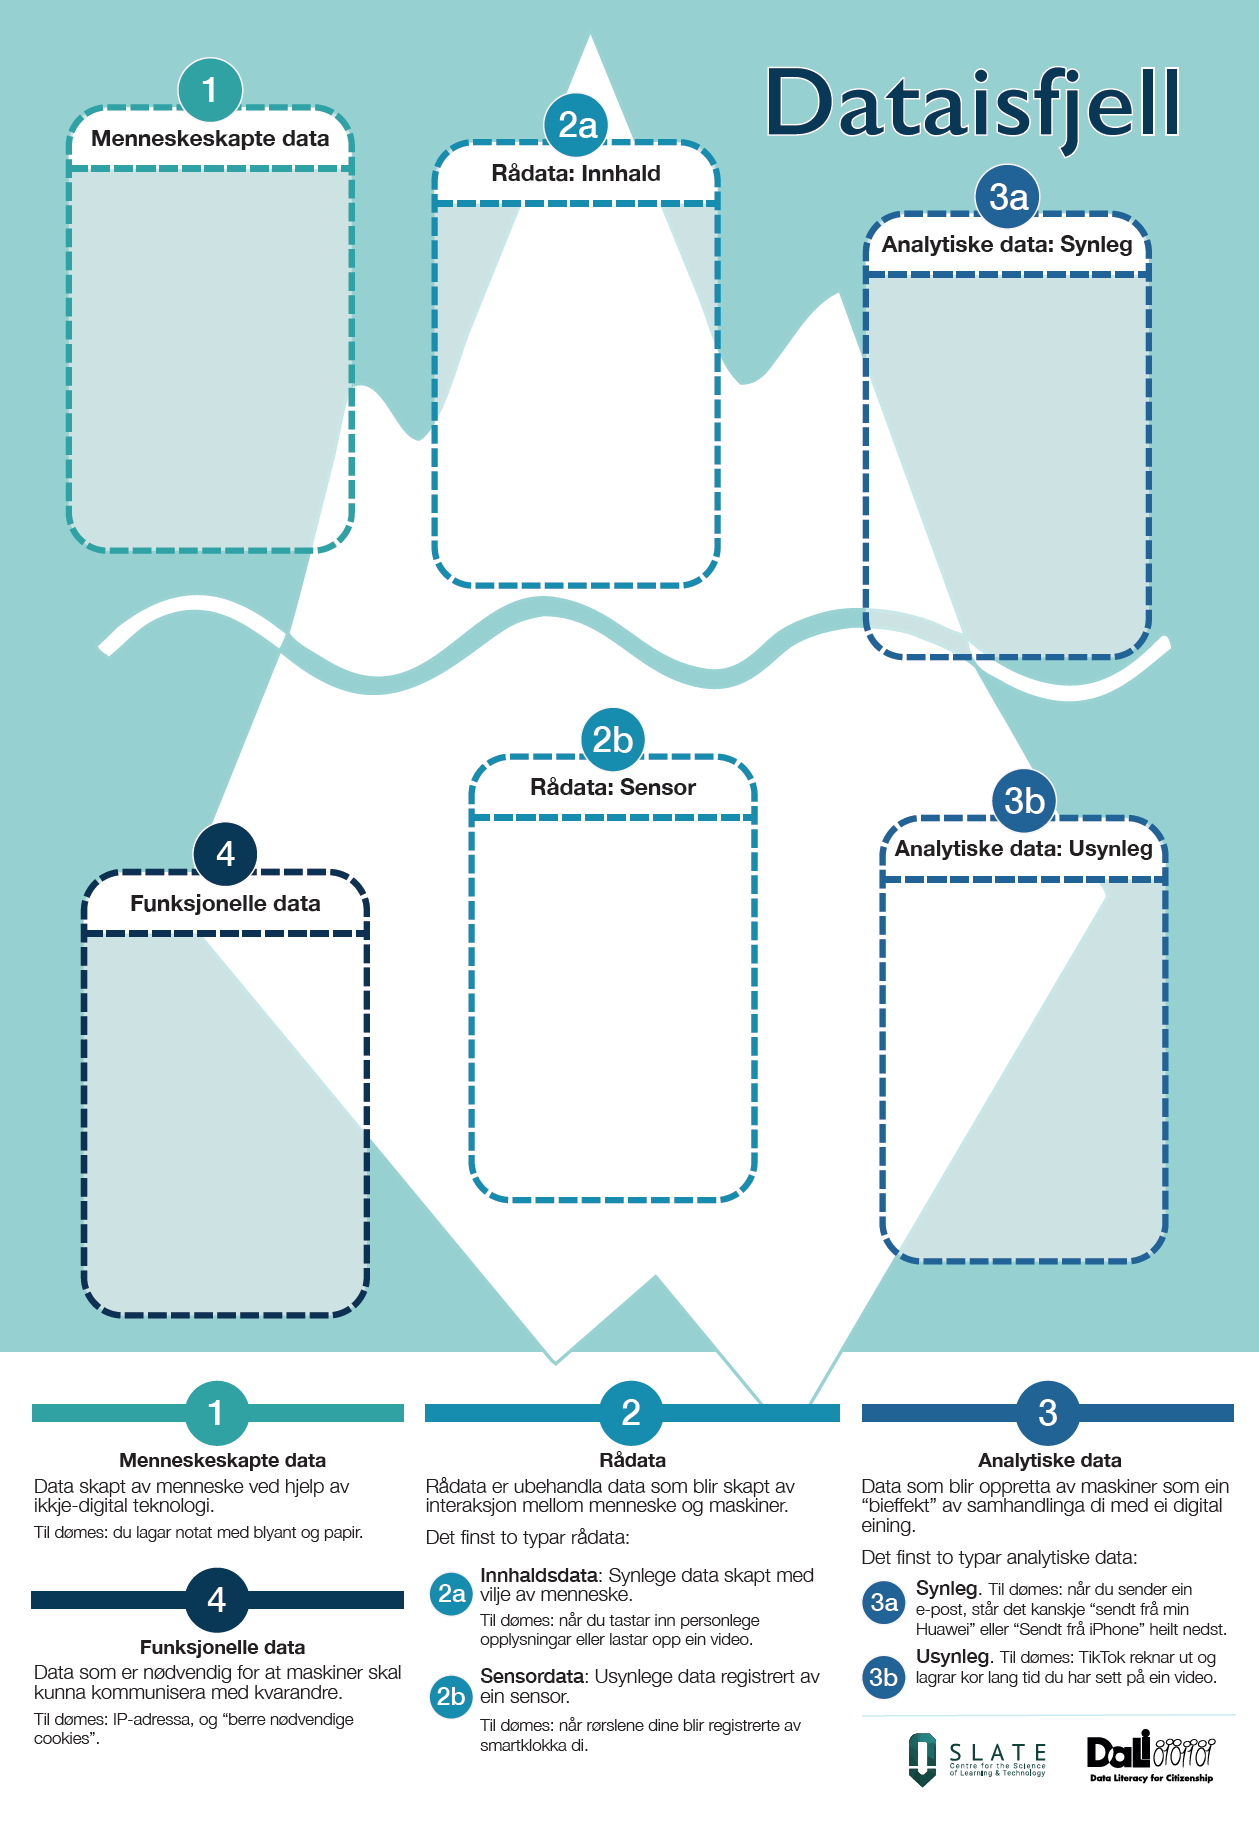 Dataisfjell
1
Menneskeskapte data
2a
Rådata: Innhald
3a
Analytiske data: Synleg
2b
Rådata: Sensor
3b
Analytiske data: Usynleg
4
Funksjonelle data
1
Menneskeskapte data
Data skapt av menneske ved hjelp av
ikkje-digital teknologi.
Til dømes: du lagar notat med blyant og papir.
4
Funksjonelle data
Data som er nødvendig for at maskiner skal
kunna kommunisera med kvarandre.
Til dømes: IP-adressa, og “berre nødvendige
cookies”.
2
Rådata
Rådata er ubehandla data som blir skapt av
interaksjon mellom menneske og maskiner.
Det finst to typar rådata:
2a
Innhaldsdata: Synlege data skapt med
vilje av menneske.
Til dømes: når du tastar inn personlege
opplysningar eller lastar opp ein video.
2b
Sensordata: Usynlege data registrert av
ein sensor.
Til dømes: når rørslene dine blir registrerte av
smartklokka di.
3
Analytiske data
Data som blir oppretta av maskiner som ein
“bieffekt” av samhandlinga di med ei digital
eining.
Det finst to typar analytiske data:
3a
Synleg. Til dømes: når du sender ein
e-post, står det kanskje “sendt frå min
Huawei” eller “Sendt frå iPhone” heilt nedst.
3b
Usynleg. Til dømes: TikTok reknar ut og
lagrar kor lang tid du har sett på ein video.
SLATE
Centre for the Science
of Learning & Technology
DaLi 0101101
Data Literacy for Citizenship